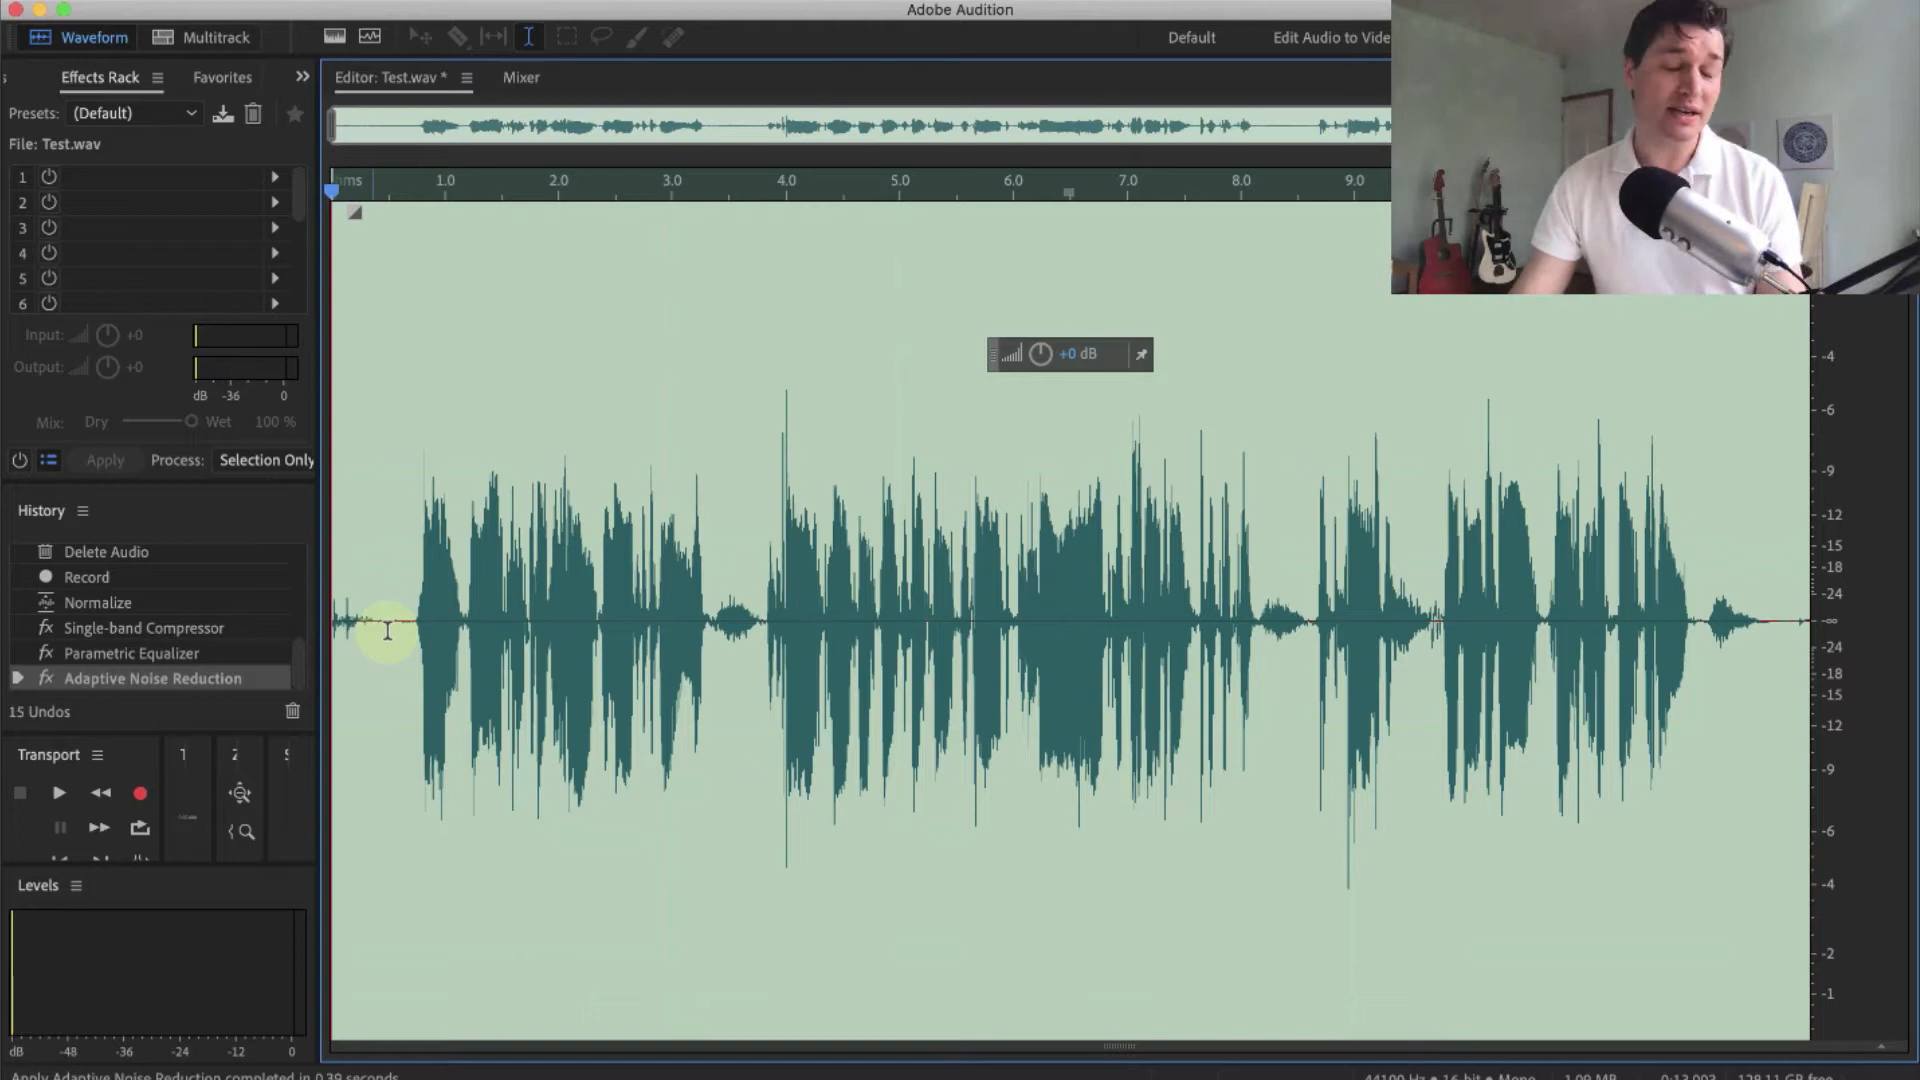 Adobe Audition
Waveform Multitrack Default Edit Audio to Vide
Effects Rack Favorites Editor: Test.wav * Mixer
Presets: (Default)
File: Test.wav
hms 1.0 2.0 3.0 4.0 5.0 6.0 7.0 8.0 9.0
1
2
3
4
5
6
Input: +0
Output: +0
dB -36 0
Mix: Dry Wet 100 %
Apply Process: Selection Only
+0 dB
History
Delete Audio
Record
Normalize
fx Single-band Compressor
fx Parametric Equalizer
fx Adaptive Noise Reduction
15 Undos
Transport 1 z
Levels
dB -48 -36 -24 -12 0
-4
-6
-9
-12
-15
-18
-24
-∞
-24
-18
-15
-12
-9
-6
-4
-2
-1
Apply Adaptive Noise Reduction completed in 0.39 seconds
44100 Hz • 16-bit • Mono 1.09 MB 0:13.003 128.11 GB free